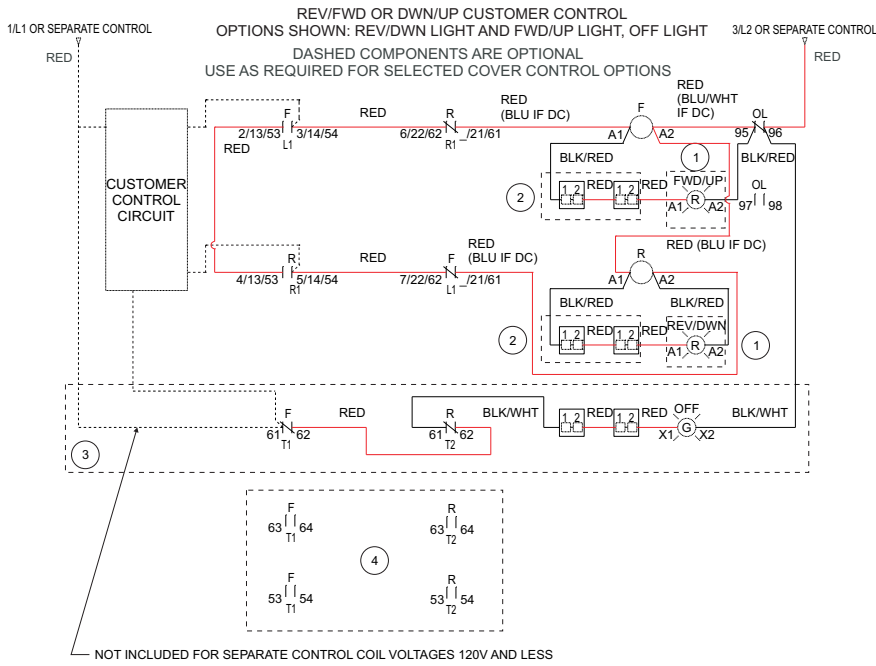 REV/FWD OR DWN/UP CUSTOMER CONTROL
1/L1 OR SEPARATE CONTROL
OPTIONS SHOWN: REV/DWN LIGHT AND FWD/UP LIGHT, OFF LIGHT
3/L2 OR SEPARATE CONTROL
RED
DASHED COMPONENTS ARE OPTIONAL
RED
USE AS REQUIRED FOR SELECTED COVER CONTROL OPTIONS
CUSTOMER
CONTROL
CIRCUIT
F
2/13/53 3/14/54
L1
RED
RED
R
6/22/62 _/21/61
R1
RED
(BLU IF DC)
F
A1 A2
RED
(BLU/WHT
IF DC)
OL
95 96
BLK/RED
1
BLK/RED
2
1 2 RED 1 2 RED
FWD/UP
A1 R A2
OL
97 98
RED (BLU IF DC)
R
4/13/53 5/14/54
R1
RED
F
7/22/62 _/21/61
L1
RED
(BLU IF DC)
R
A1 A2
BLK/RED
BLK/RED
2
1 2 RED 1 2 RED
REV/DWN
A1 R A2
1
F
61 62
T1
RED
R
61 62
T2
BLK/WHT
1 2 RED 1 2 RED
OFF
X1 G X2
BLK/WHT
3
F
63 64
T1
R
63 64
T2
4
F
53 54
T1
R
53 54
T2
NOT INCLUDED FOR SEPARATE CONTROL COIL VOLTAGES 120V AND LESS